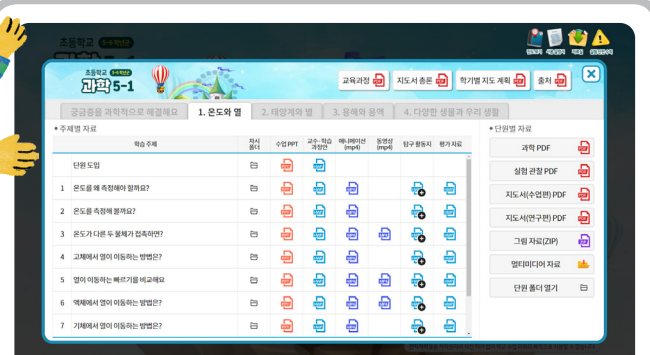 초등학교 5~6학년군
초등학교 5~6학년군
과학 5-1
교육과정
지도서 총론
학기별 지도 계획
출처
궁금증을 과학적으로 해결해요
1. 온도와 열
2. 태양계와 별
3. 용해와 용액
4. 다양한 생물과 우리 생활
• 주제별 자료
학습 주제
차시 폴더
수업 PPT
교수·학습 과정안
애니메이션 (mp4)
동영상 (mp4)
탐구 활동지
평가 자료
단원 도입
1 온도를 왜 측정해야 할까요?
2 온도를 측정해 볼까요?
3 온도가 다른 두 물체가 접촉하면?
4 고체에서 열이 이동하는 방법은?
5 열이 이동하는 빠르기를 비교해요
6 액체에서 열이 이동하는 방법은?
7 기체에서 열이 이동하는 방법은?
• 단원별 자료
과학 PDF
실험 관찰 PDF
지도서(수업편) PDF
지도서(연구편) PDF
그림 자료(ZIP)
멀티미디어 자료
단원 폴더 열기